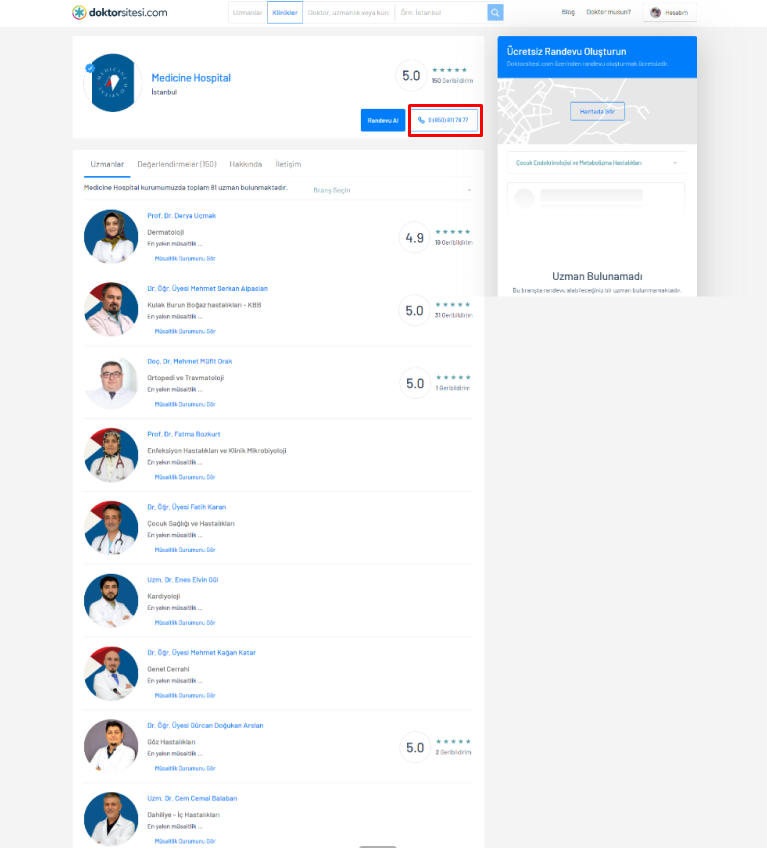 doktorsitesi.com
Uzmanlar
Klinikler
Doktor, uzmanlık veya kuru
Örn. İstanbul
Blog
Doktor musun?
Hesabım
Medicine Hospital
İstanbul
5.0
150 Geribildirim
Randevu Al
0 (850) 811 78 77
Ücretsiz Randevu Oluşturun
Doktorsitesi.com üzerinden randevu oluşturmak ücretsizdir.
Haritada Gör
Çocuk Endokrinolojisi ve Metabolizma Hastalıkları
Uzman Bulunamadı
Bu branşta randevu alabileceğiniz bir uzman bulunmamaktadır.
Uzmanlar
Değerlendirmeler (150)
Hakkında
İletişim
Medicine Hospital kurumumuzda toplam 81 uzman bulunmaktadır.
Branş Seçin
Prof. Dr. Derya Uçmak
Dermatoloji
En yakın müsaitlik ...
Müsaitlik Durumunu Gör
4.9
19 Geribildirim
Dr. Öğr. Üyesi Mehmet Serkan Alpaslan
Kulak Burun Boğaz hastalıkları - KBB
En yakın müsaitlik ...
Müsaitlik Durumunu Gör
5.0
31 Geribildirim
Doç. Dr. Mehmet Müfit Orak
Ortopedi ve Travmatoloji
En yakın müsaitlik ...
Müsaitlik Durumunu Gör
5.0
1 Geribildirim
Prof. Dr. Fatma Bozkurt
Enfeksiyon Hastalıkları ve Klinik Mikrobiyoloji
En yakın müsaitlik ...
Müsaitlik Durumunu Gör
Dr. Öğr. Üyesi Fatih Karan
Çocuk Sağlığı ve Hastalıkları
En yakın müsaitlik ...
Müsaitlik Durumunu Gör
Uzm. Dr. Enes Elvin Gül
Kardiyoloji
En yakın müsaitlik ...
Müsaitlik Durumunu Gör
Dr. Öğr. Üyesi Mehmet Kağan Katar
Genel Cerrahi
En yakın müsaitlik ...
Müsaitlik Durumunu Gör
Dr. Öğr. Üyesi Gürcan Doğukan Arslan
Göz Hastalıkları
En yakın müsaitlik ...
Müsaitlik Durumunu Gör
5.0
2 Geribildirim
Uzm. Dr. Cem Cemal Balaban
Dahiliye - İç Hastalıkları
En yakın müsaitlik ...
Müsaitlik Durumunu Gör